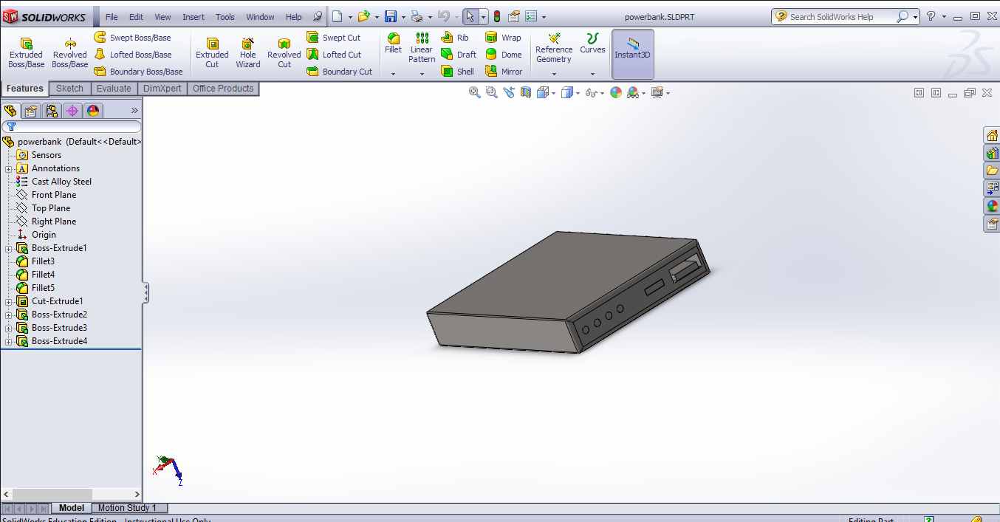 SW SOLIDWORKS File Edit View Insert Tools Window Help powerbank.SLDPRT Search SolidWorks Help ?
Extruded Boss/Base
Revolved Boss/Base
Swept Boss/Base
Lofted Boss/Base
Boundary Boss/Base
Extruded Cut
Hole Wizard
Revolved Cut
Swept Cut
Lofted Cut
Boundary Cut
Fillet
Linear Pattern
Rib
Draft
Shell
Wrap
Dome
Mirror
Reference Geometry
Curves
Instant3D
Features Sketch Evaluate DimXpert Office Products
powerbank (Default<<Default>
Sensors
A Annotations
Cast Alloy Steel
Front Plane
Top Plane
Right Plane
Origin
Boss-Extrude1
Fillet3
Fillet4
Fillet5
Cut-Extrude1
Boss-Extrude2
Boss-Extrude3
Boss-Extrude4
Y
X
Z
Model Motion Study 1
SolidWorks Education Edition - Instructional Use Only Editing Part ?